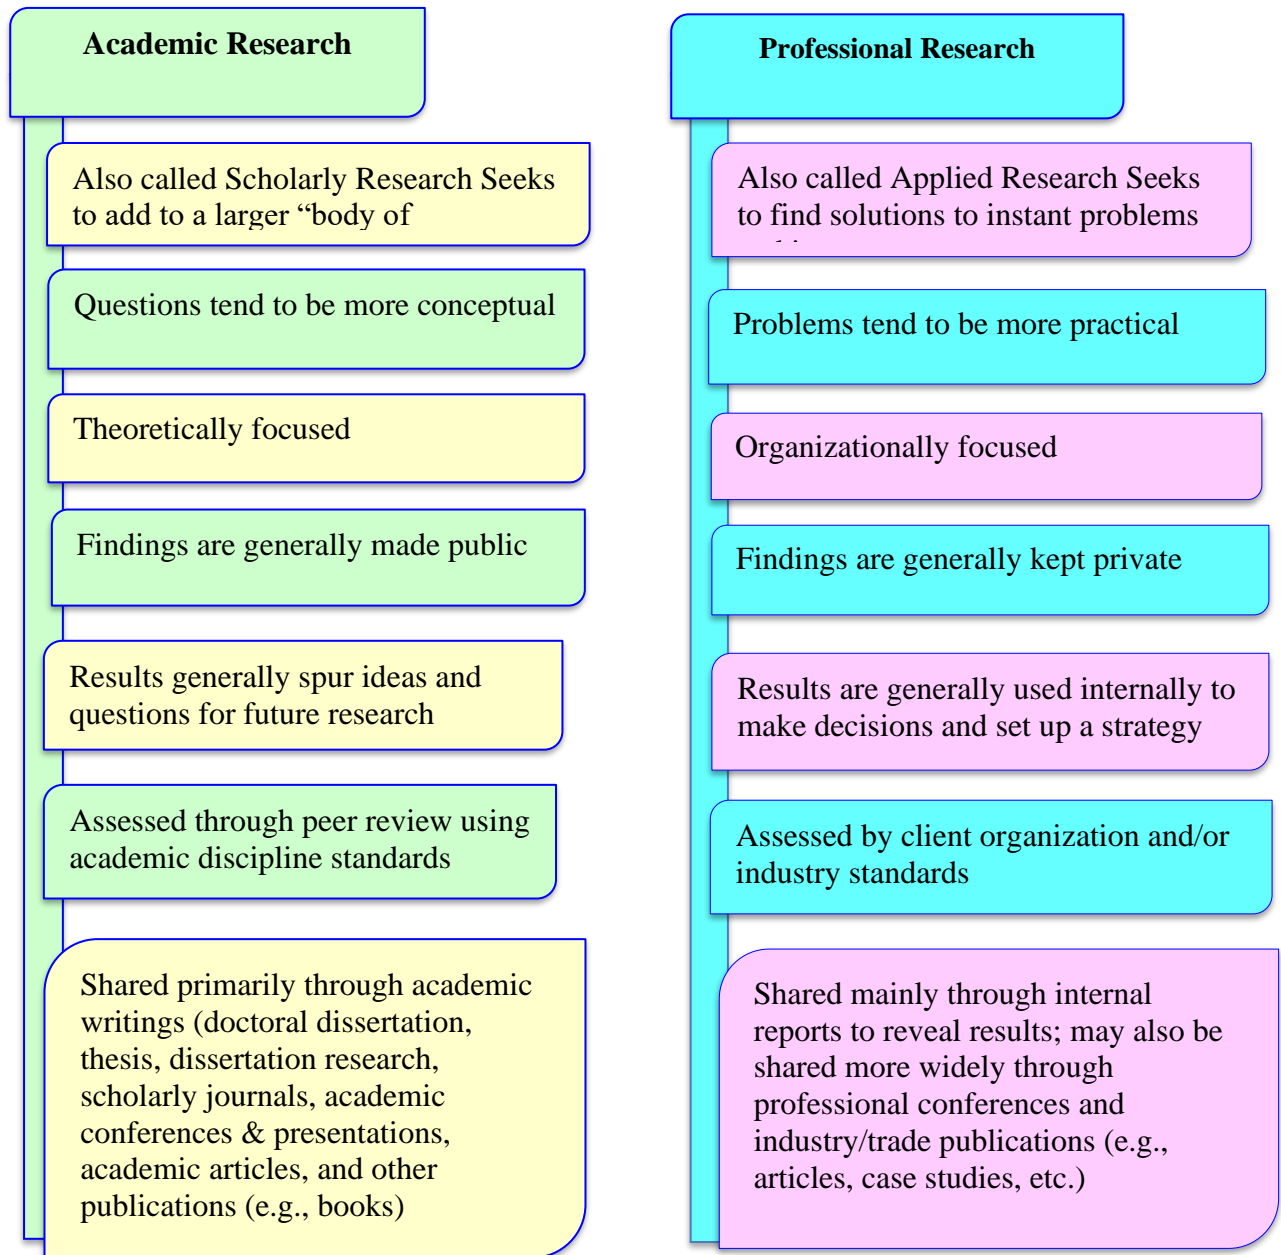 Academic Research
Also called Scholarly Research Seeks
to add to a larger “body of
Questions tend to be more conceptual
Theoretically focused
Findings are generally made public
Results generally spur ideas and
questions for future research
Assessed through peer review using
academic discipline standards
Shared primarily through academic
writings (doctoral dissertation,
thesis, dissertation research,
scholarly journals, academic
conferences & presentations,
academic articles, and other
publications (e.g., books)
Professional Research
Also called Applied Research Seeks
to find solutions to instant problems
Problems tend to be more practical
Organizationally focused
Findings are generally kept private
Results are generally used internally to
make decisions and set up a strategy
Assessed by client organization and/or
industry standards
Shared mainly through internal
reports to reveal results; may also be
shared more widely through
professional conferences and
industry/trade publications (e.g.,
articles, case studies, etc.)